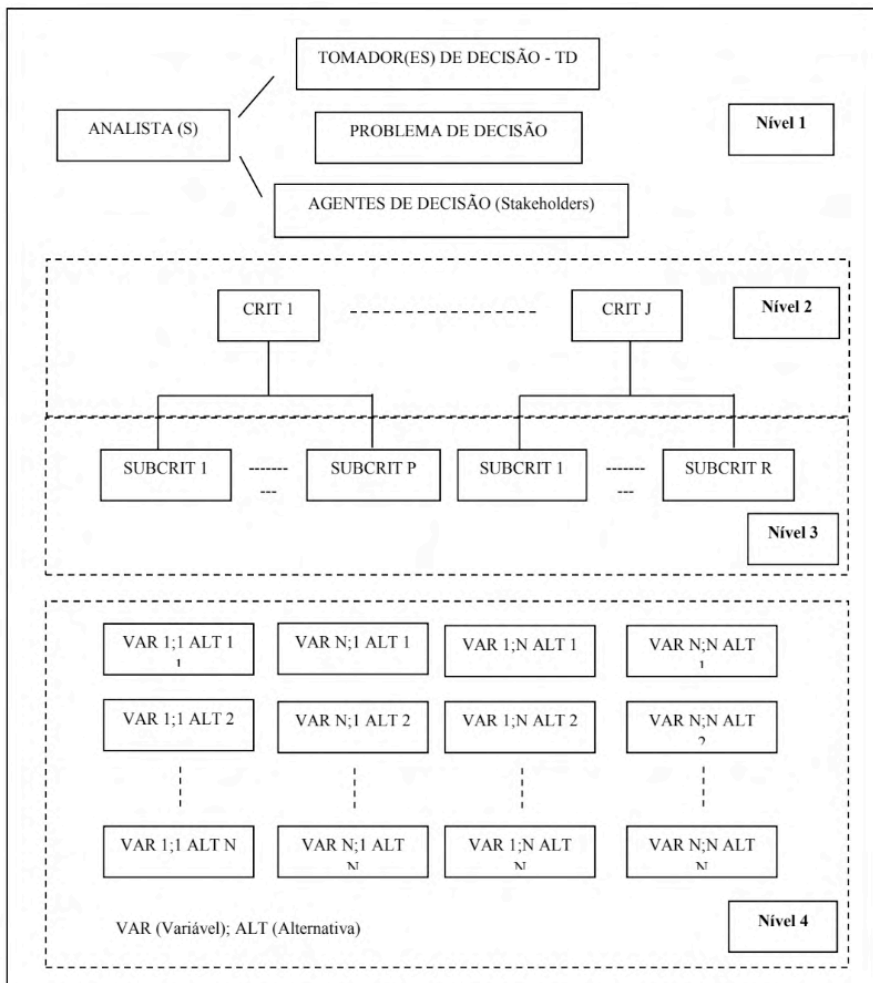 TOMADOR(ES) DE DECISÃO - TD
ANALISTA (S)
PROBLEMA DE DECISÃO
Nível 1
AGENTES DE DECISÃO (Stakeholders)
CRIT 1
CRIT J
Nível 2
SUBCRIT 1
SUBCRIT P
SUBCRIT 1
SUBCRIT R
Nível 3
VAR 1;1 ALT 1
1
VAR N;1 ALT 1
VAR 1;N ALT 1
VAR N;N ALT
1
VAR 1;1 ALT 2
VAR N;1 ALT 2
VAR 1;N ALT 2
VAR N;N ALT
2
VAR 1;1 ALT N
VAR N;1 ALT
N
VAR 1;N ALT
N
VAR N;N ALT
N
VAR (Variável); ALT (Alternativa)
Nível 4